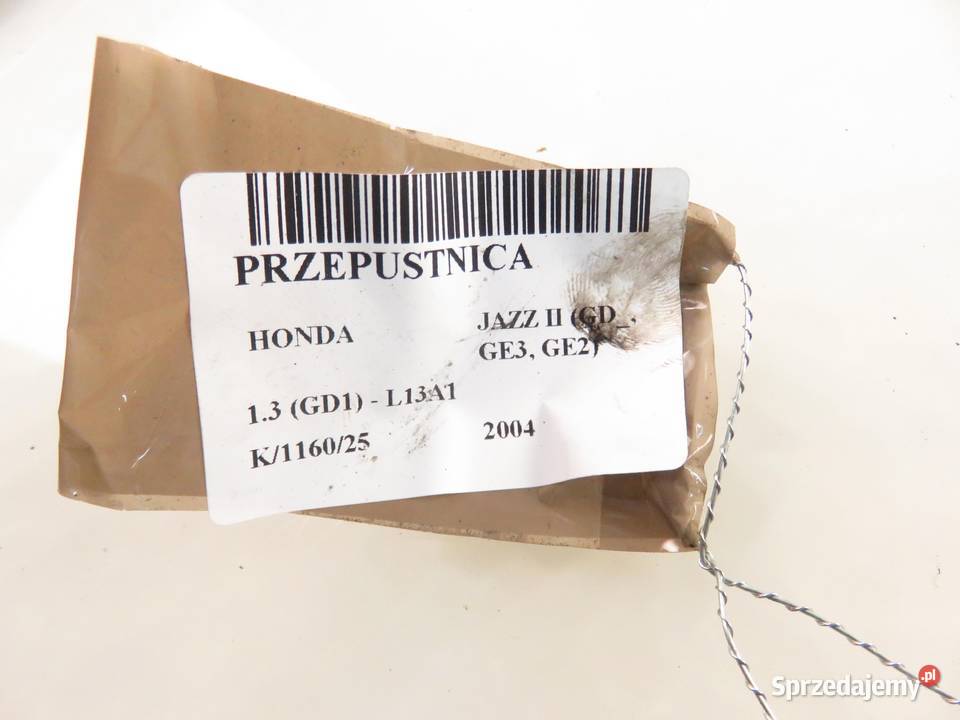 PRZEPUSTNICA
HONDA
JAZZ II (GD_,
GE3, GE2)
1.3 (GD1) - L13A1
K/1160/25
2004
Sprzedajemy.pl